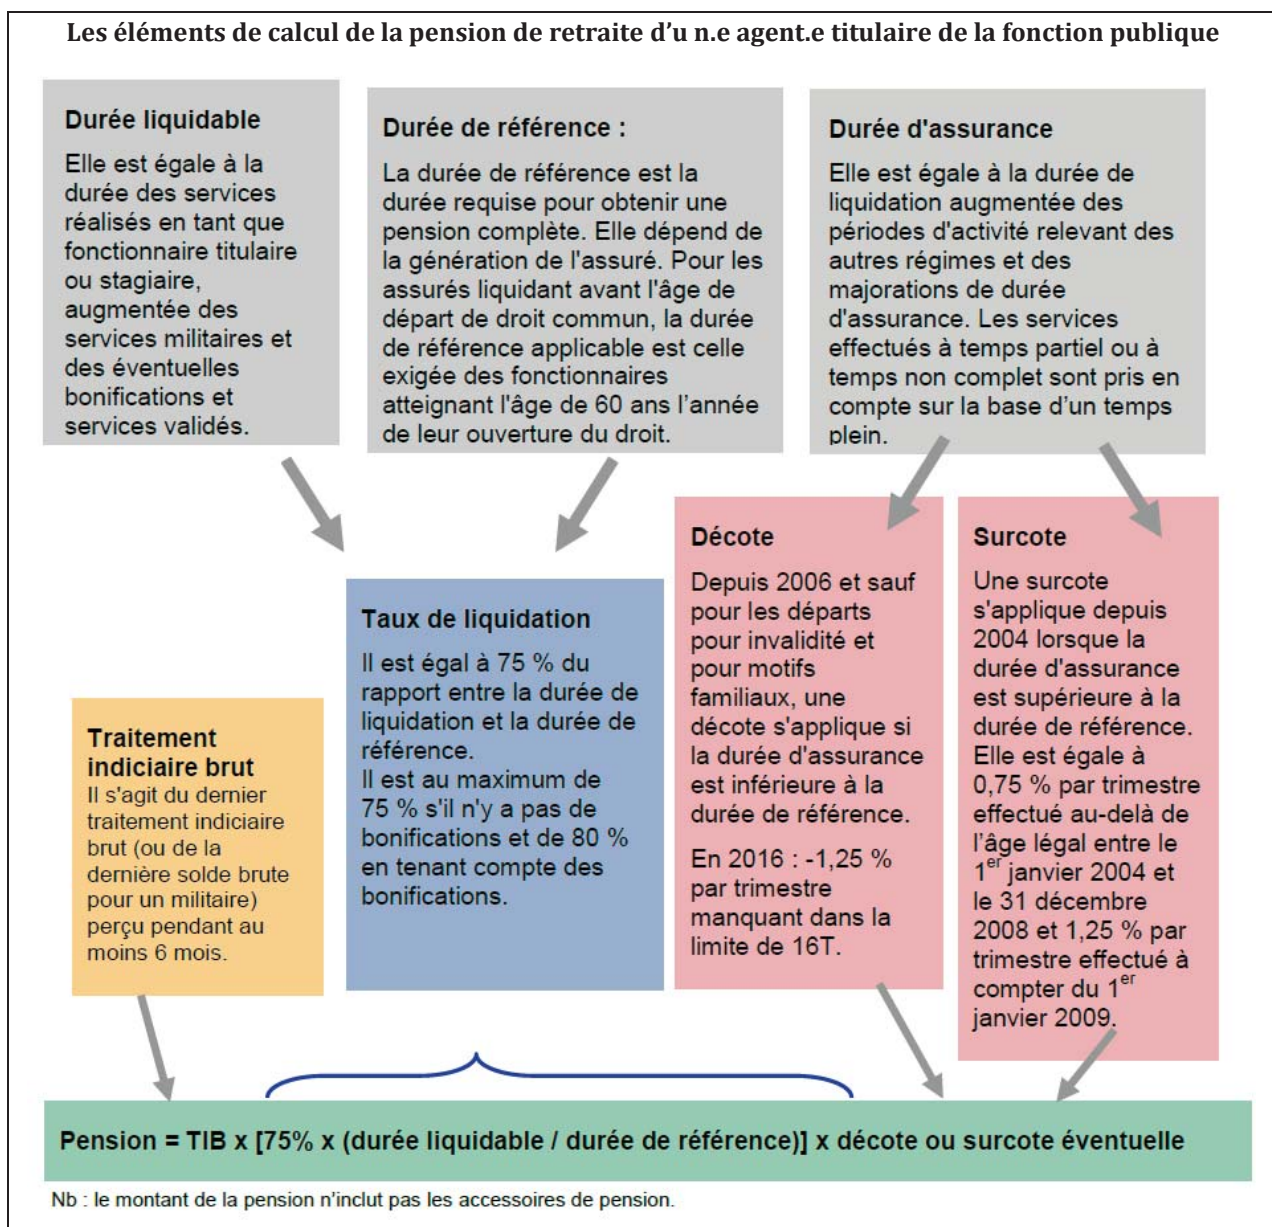 Les éléments de calcul de la pension de retraite d’u n.e agent.e titulaire de la fonction publique
Durée liquidable
Elle est égale à la
durée des services
réalisés en tant que
fonctionnaire titulaire
ou stagiaire,
augmentée des
services militaires et
des éventuelles
bonifications et
services validés.
Durée de référence :
La durée de référence est la
durée requise pour obtenir une
pension complète. Elle dépend de
la génération de l'assuré. Pour les
assurés liquidant avant l'âge de
départ de droit commun, la durée
de référence applicable est celle
exigée des fonctionnaires
atteignant l'âge de 60 ans l’année
de leur ouverture du droit.
Durée d'assurance
Elle est égale à la durée de
liquidation augmentée des
périodes d'activité relevant des
autres régimes et des
majorations de durée
d'assurance. Les services
effectués à temps partiel ou à
temps non complet sont pris en
compte sur la base d’un temps
plein.
Traitement
indiciaire brut
Il s'agit du dernier
traitement indiciaire
brut (ou de la
dernière solde brute
pour un militaire)
perçu pendant au
moins 6 mois.
Taux de liquidation
Il est égal à 75 % du
rapport entre la durée de
liquidation et la durée de
référence.
Il est au maximum de
75 % s'il n'y a pas de
bonifications et de 80 %
en tenant compte des
bonifications.
Décote
Depuis 2006 et sauf
pour les départs
pour invalidité et
pour motifs
familiaux, une
décote s'applique si
la durée d'assurance
est inférieure à la
durée de référence.
En 2016 : -1,25 %
par trimestre
manquant dans la
limite de 16T.
Surcote
Une surcote
s'applique depuis
2004 lorsque la
durée d'assurance
est supérieure à la
durée de référence.
Elle est égale à
0,75 % par trimestre
effectué au-delà de
l’âge légal entre le
1er janvier 2004 et
le 31 décembre
2008 et 1,25 % par
trimestre effectué à
compter du 1er
janvier 2009.
Pension = TIB x [75% x (durée liquidable / durée de référence)] x décote ou surcote éventuelle
Nb : le montant de la pension n’inclut pas les accessoires de pension.